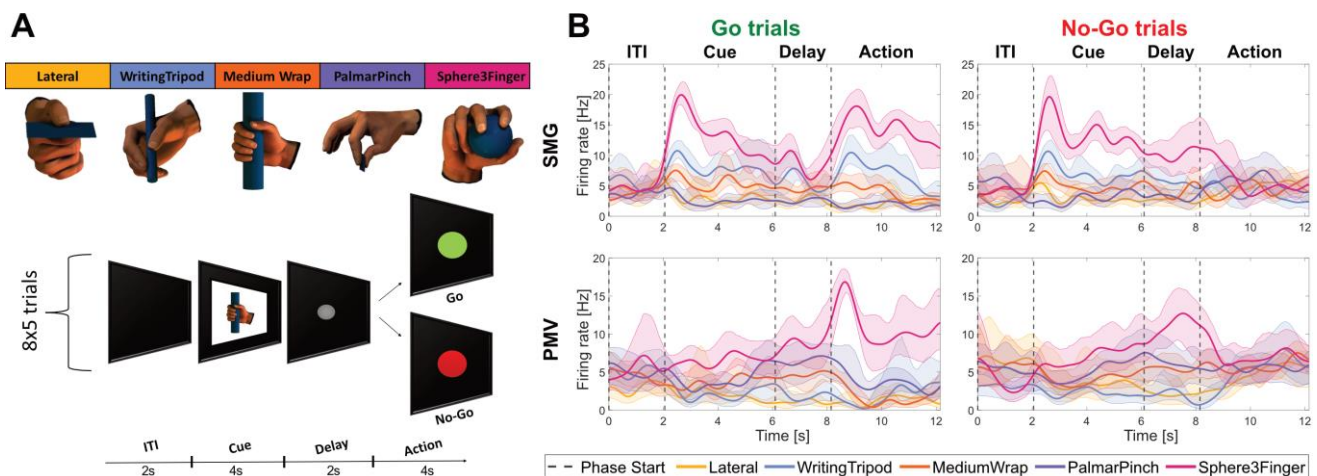 A
Lateral WritingTripod Medium Wrap PalmarPinch Sphere3Finger
8x5 trials
Go
No-Go
ITI Cue Delay Action
2s 4s 2s 4s
B
Go trials No-Go trials
ITI Cue Delay Action ITI Cue Delay Action
SMG
Firing rate [Hz]
25
20
15
10
5
0
0 2 4 6 8 10 12
25
20
15
10
5
0
0 2 4 6 8 10 12
PMV
Firing rate [Hz]
20
15
10
5
0
0 2 4 6 8 10 12
Time [s]
20
15
10
5
0
0 2 4 6 8 10 12
Time [s]
Phase Start Lateral WritingTripod MediumWrap PalmarPinch Sphere3Finger